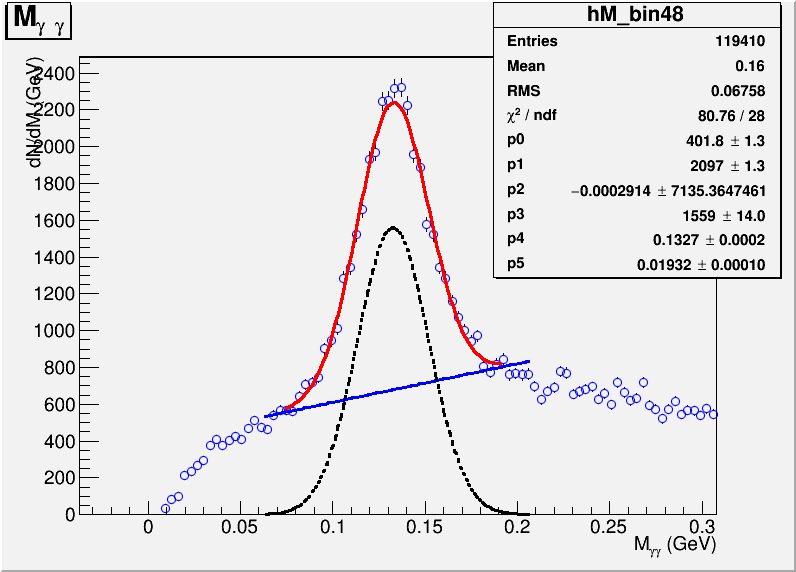 M γ γ
hM_bin48
Entries 119410
Mean 0.16
RMS 0.06758
χ² / ndf 80.76 / 28
p0 401.8 ± 1.3
p1 2097 ± 1.3
p2 −0.0002914 ± 7135.3647461
p3 1559 ± 14.0
p4 0.1327 ± 0.0002
p5 0.01932 ± 0.00010
dN/dM (GeV)
2400
2200
2000
1800
1600
1400
1200
1000
800
600
400
200
0
0 0.05 0.1 0.15 0.2 0.25 0.3
Mγγ (GeV)